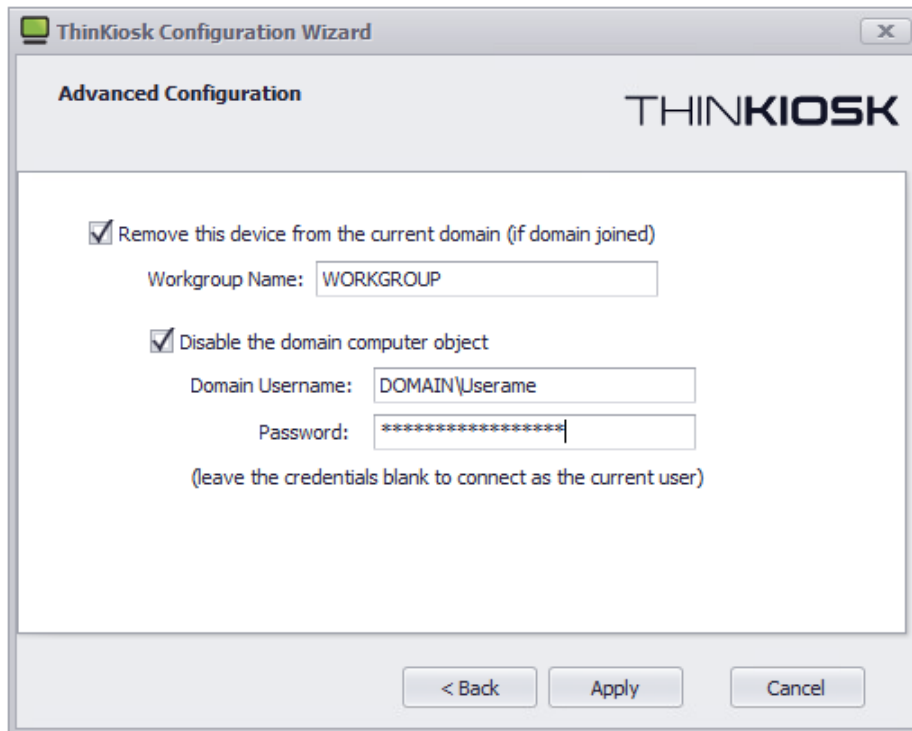 ThinKiosk Configuration Wizard
Advanced Configuration
THINKIOSK
Remove this device from the current domain (if domain joined)
Workgroup Name: WORKGROUP
Disable the domain computer object
Domain Username: DOMAIN\Userame
Password: *****************
(leave the credentials blank to connect as the current user)
< Back Apply Cancel